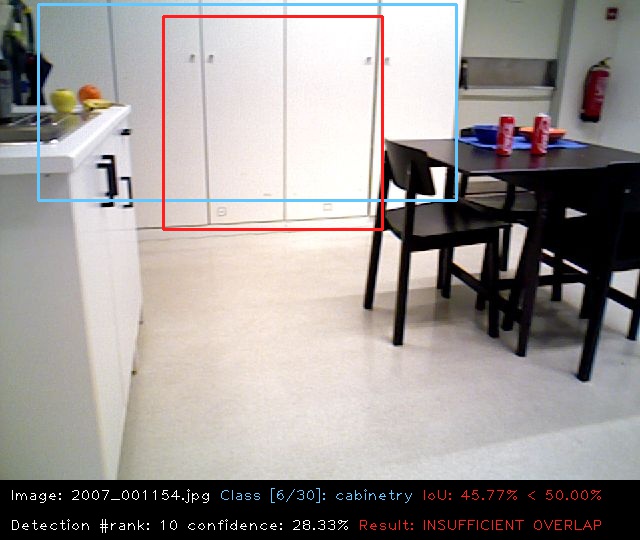 Image: 2007_001154.jpg Class [6/30]: cabinetry IoU: 45.77% < 50.00%
Detection #rank: 10 confidence: 28.33% Result: INSUFFICIENT OVERLAP